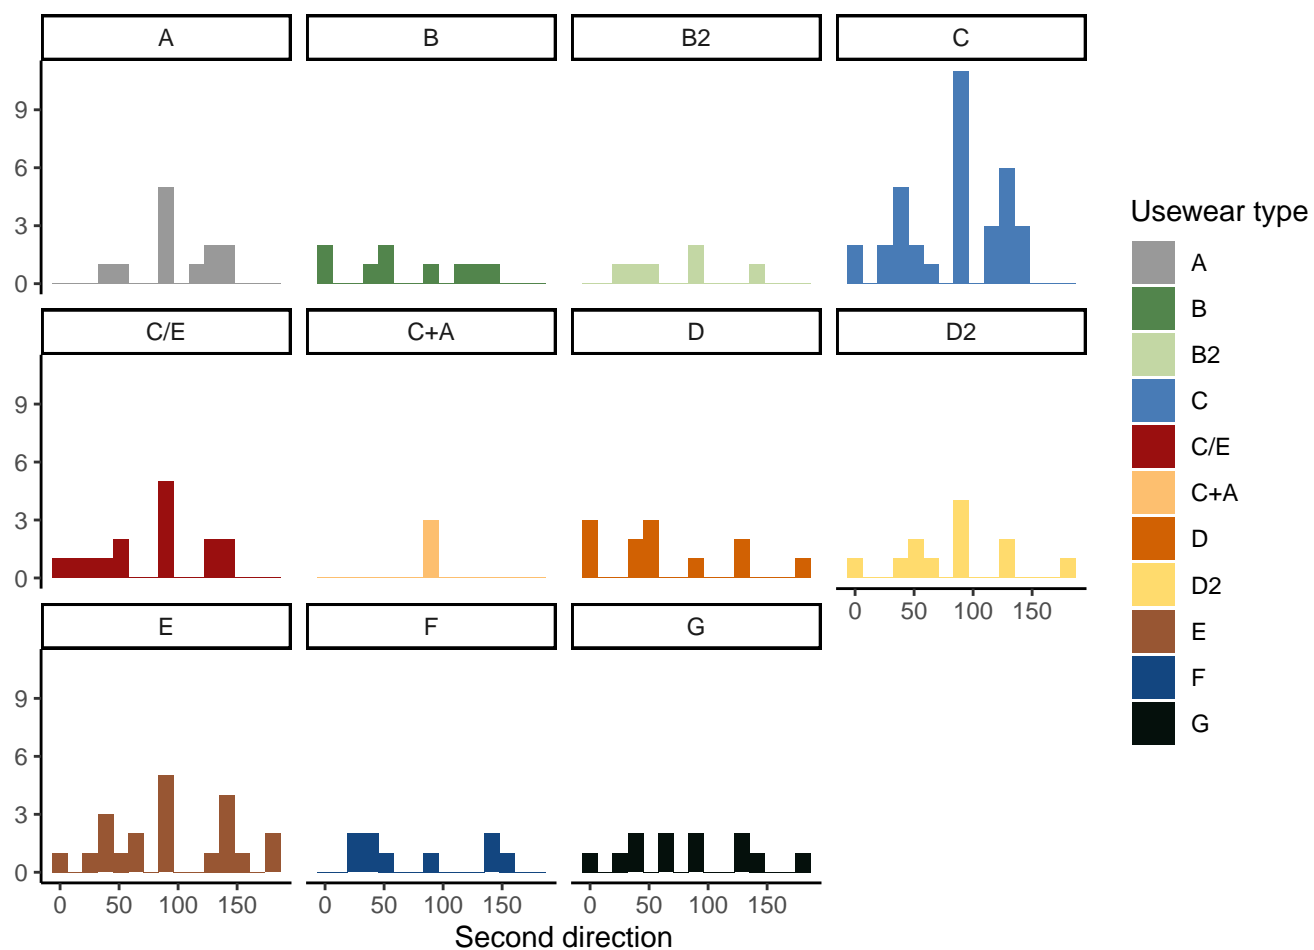 A B B2 C
9
6
3
0
C/E C+A D D2
9
6
3
0
0 50 100 150
E F G
9
6
3
0
0 50 100 150 0 50 100 150 0 50 100 150
Second direction
Usewear type
A
B
B2
C
C/E
C+A
D
D2
E
F
G